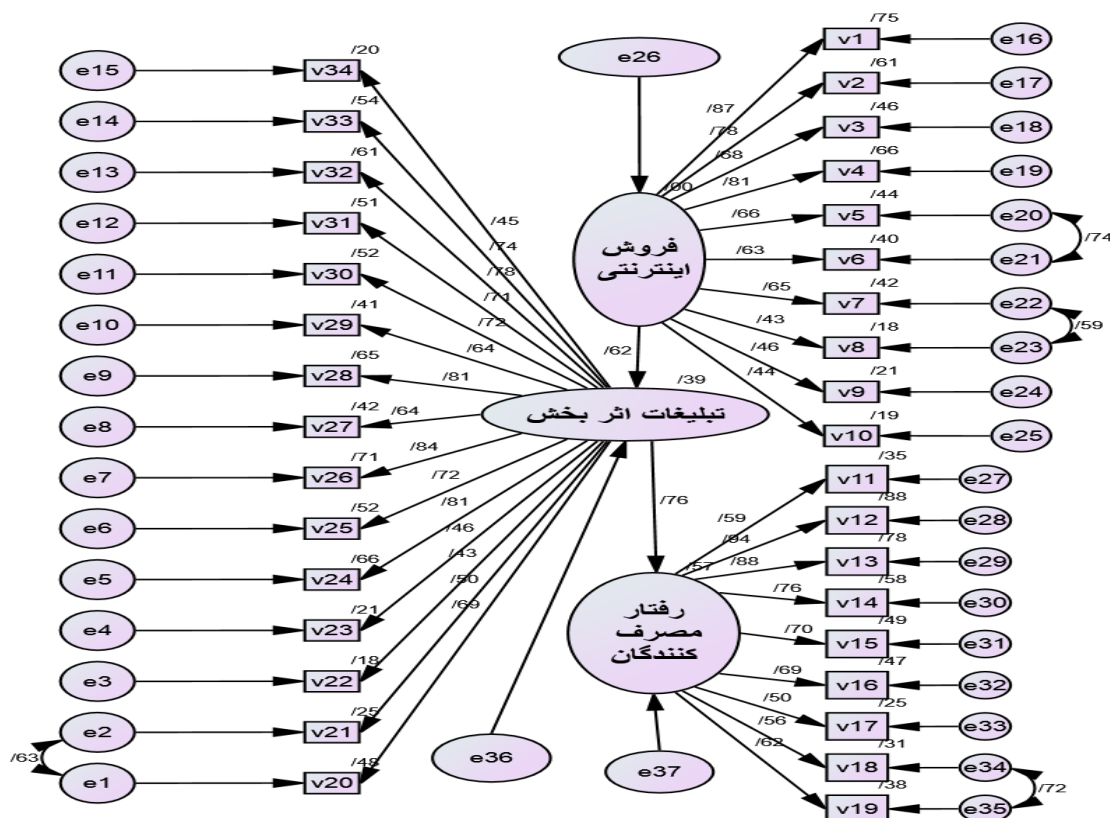 e15
v34
/20
e14
v33
/54
e13
v32
/61
e12
v31
/51
e11
v30
/52
e10
v29
/41
e9
v28
/65
e8
v27
/42
e7
v26
/71
e6
v25
/52
e5
v24
/66
e4
v23
/21
e3
v22
/18
e2
v21
/25
e1
v20
/48
/63
/45
/74
/78
/71
/72
/64
/81
/64
/84
/72
/81
/46
/43
/50
/69
e26
/00
فروش
اینترنتی
/62
/39
تبلیغات اثر بخش
/76
/57
رفتار
مصرف
کنندگان
e36
e37
/87
/78
/68
/81
/66
/63
/65
/43
/46
/44
/75
v1
e16
/61
v2
e17
/46
v3
e18
/66
v4
e19
/44
v5
e20
/40
v6
e21
/74
/42
v7
e22
/18
v8
e23
/59
/21
v9
e24
/19
v10
e25
/59
/94
/88
/76
/70
/69
/50
/56
/62
/35
v11
e27
/88
v12
e28
/78
v13
e29
/58
v14
e30
/49
v15
e31
/47
v16
e32
/25
v17
e33
/31
v18
e34
/38
v19
e35
/72